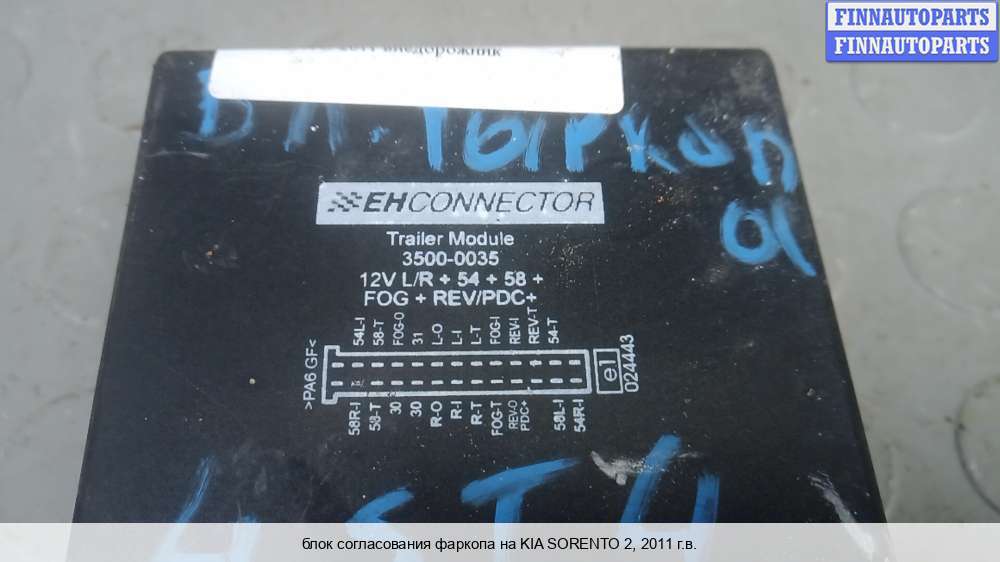 FINNAUTOPARTS
FINNAUTOPARTS
внедорожник
БЛ. ФАРКОП
EHCONNECTOR
Trailer Module
3500-0035
12V L/R + 54 + 58 +
FOG + REV/PDC+
54L-I 58-T FOG-O 31 L-O L-I L-T FOG-I REV-I REV-T 54-T
>PA6 GF<
e1
024443
58R-I 58-T 30 30 R-O R-I R-T FOG-T REV-O PDC+ 58L-I 54R-I
блок согласования фаркопа на KIA SORENTO 2, 2011 г.в.